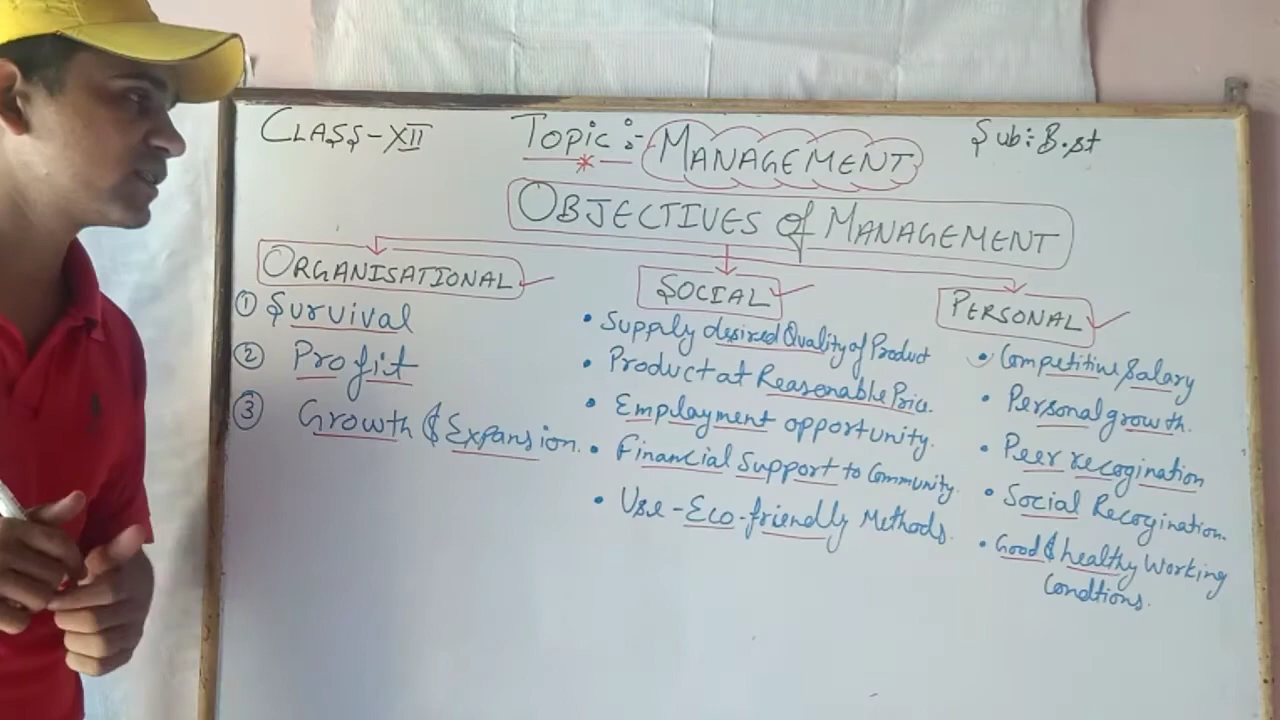 CLASS-XII
Topic :- MANAGEMENT
Sub: B.st
OBJECTIVES of MANAGEMENT
ORGANISATIONAL
① Survival
② Profit
③ Growth & Expansion.
SOCIAL
• Supply desired Quality of Product
• Product at Reasonable Price.
• Employment opportunity.
• Financial Support to Community.
• Use-Eco-friendly Methods.
PERSONAL
• Competitive Salary
• Personal growth.
• Peer recogination
• Social Recogination.
• Good & healthy Working
Condtions.